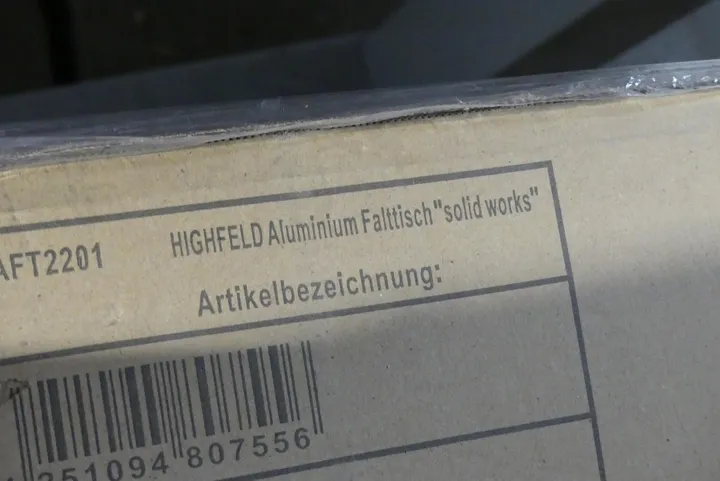 AFT2201 HIGHFELD Aluminium Falttisch "solid works"
Artikelbezeichnung:
251094 807556